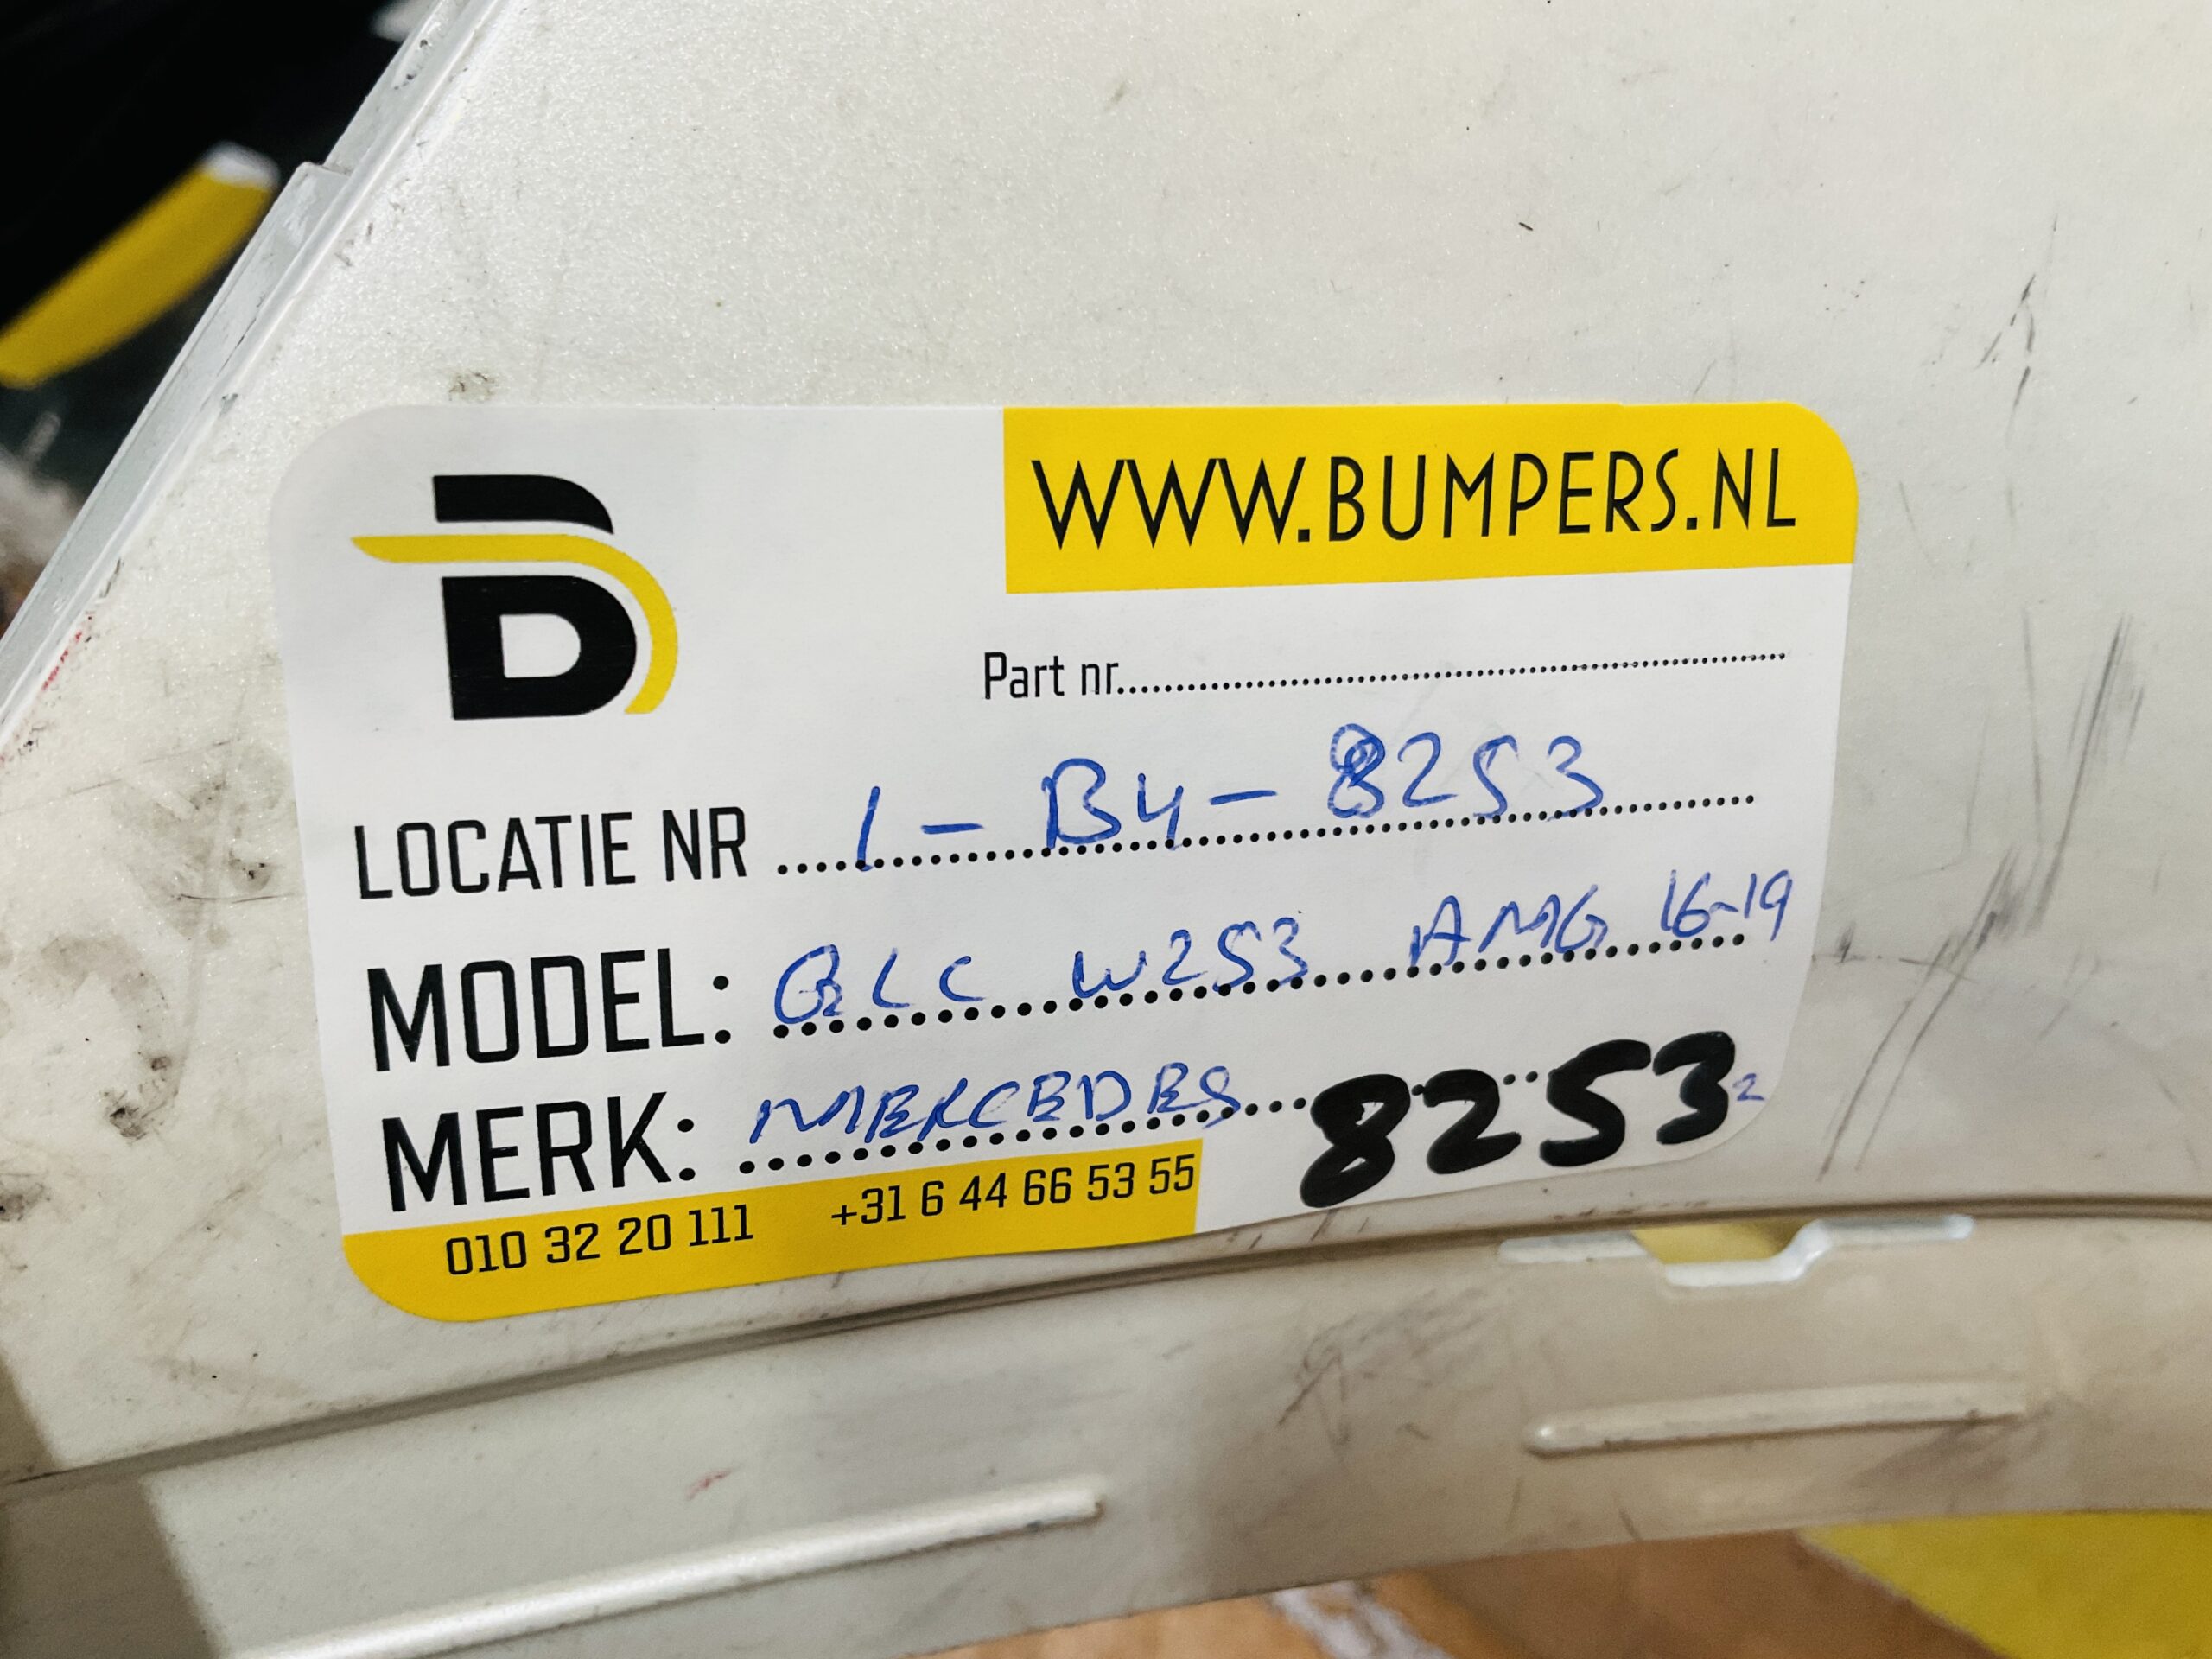 WWW.BUMPERS.NL
Part nr.
LOCATIE NR 1-B4-8253
MODEL: GLC W253 AMG 16-19
MERK: MERCEDES 8253 2
010 32 20 111 +31 6 44 66 53 55